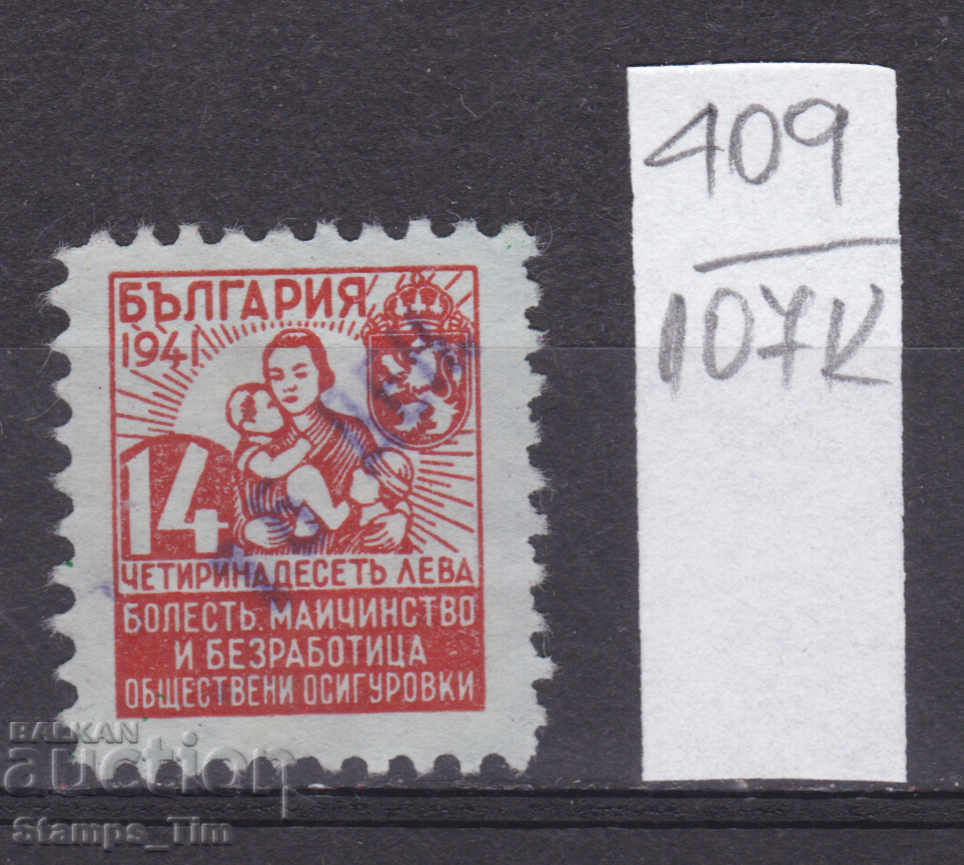 БЪЛГАРИЯ
1941
14
ЧЕТИРИНАДЕСЕТЬ ЛЕВА
БОЛЕСТЬ. МАЙЧИНСТВО
И БЕЗРАБОТИЦА
ОБЩЕСТВЕНИ ОСИГУРОВКИ
409
107К
BALKAN
auction
Stamps_Tim